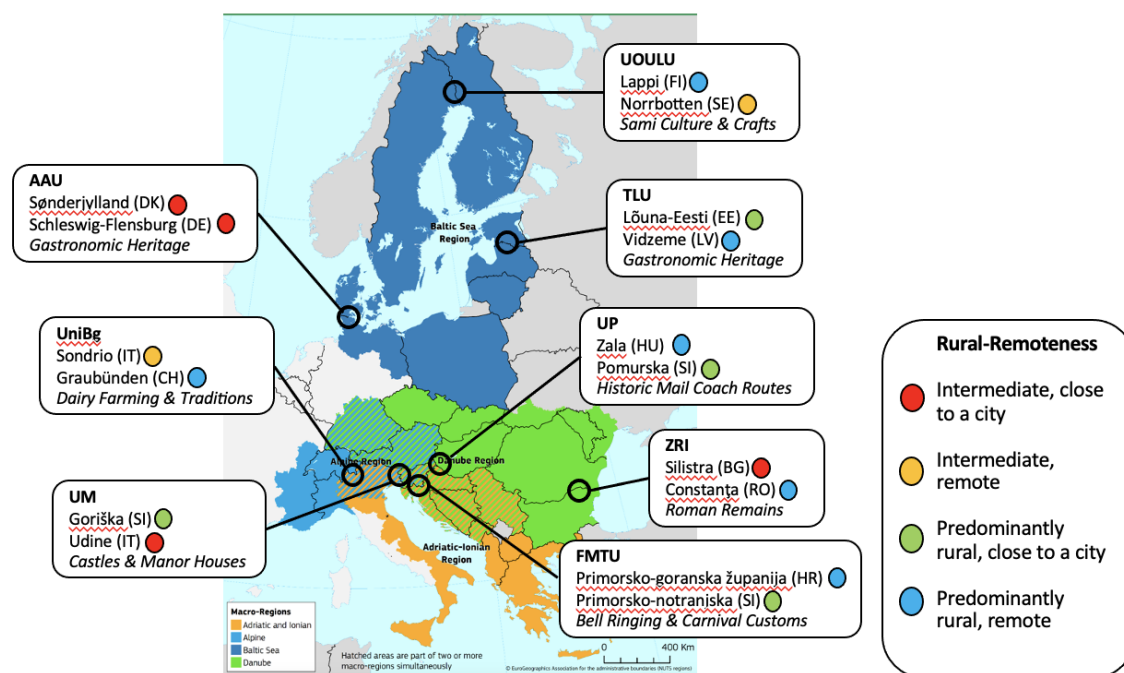 UOULU
Lappi (FI)
Norrbotten (SE)
Sami Culture & Crafts
AAU
Sønderjylland (DK)
Schleswig-Flensburg (DE)
Gastronomic Heritage
TLU
Lõuna-Eesti (EE)
Vidzeme (LV)
Gastronomic Heritage
Baltic Sea
Region
UniBg
Sondrio (IT)
Graubünden (CH)
Dairy Farming & Traditions
UP
Zala (HU)
Pomurska (SI)
Historic Mail Coach Routes
Rural-Remoteness
Intermediate, close
to a city
Intermediate,
remote
Predominantly
rural, close to a city
Predominantly
rural, remote
Alpine Region
Danube Region
ZRI
Silistra (BG)
Constanţa (RO)
Roman Remains
UM
Goriška (SI)
Udine (IT)
Castles & Manor Houses
Adriatic-Ionian
Region
FMTU
Primorsko-goranska županija (HR)
Primorsko-notranjska (SI)
Bell Ringing & Carnival Customs
Macro-Regions
Adriatic and Ionian
Alpine
Baltic Sea
Danube
Hatched areas are part of two or more
macro-regions simultaneously
0 400 Km
© EuroGeographics Association for the administrative boundaries (NUTS regions)